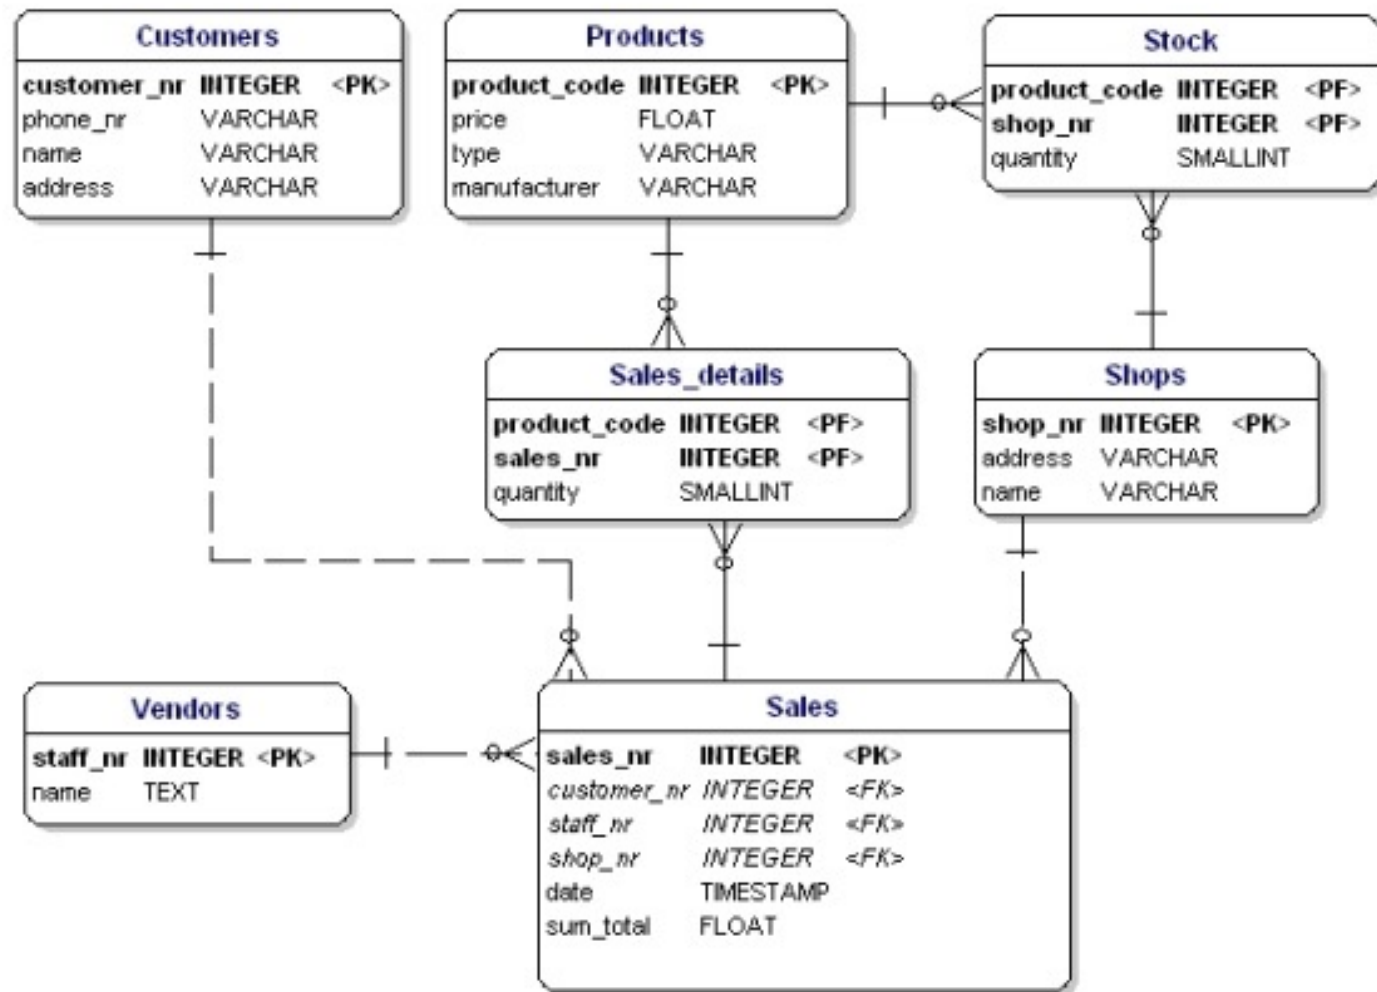 Customers
customer_nr INTEGER <PK>
phone_nr VARCHAR
name VARCHAR
address VARCHAR
Products
product_code INTEGER <PK>
price FLOAT
type VARCHAR
manufacturer VARCHAR
Stock
product_code INTEGER <PF>
shop_nr INTEGER <PF>
quantity SMALLINT
Sales_details
product_code INTEGER <PF>
sales_nr INTEGER <PF>
quantity SMALLINT
Shops
shop_nr INTEGER <PK>
address VARCHAR
name VARCHAR
Vendors
staff_nr INTEGER <PK>
name TEXT
Sales
sales_nr INTEGER <PK>
customer_nr INTEGER <FK>
staff_nr INTEGER <FK>
shop_nr INTEGER <FK>
date TIMESTAMP
sum_total FLOAT